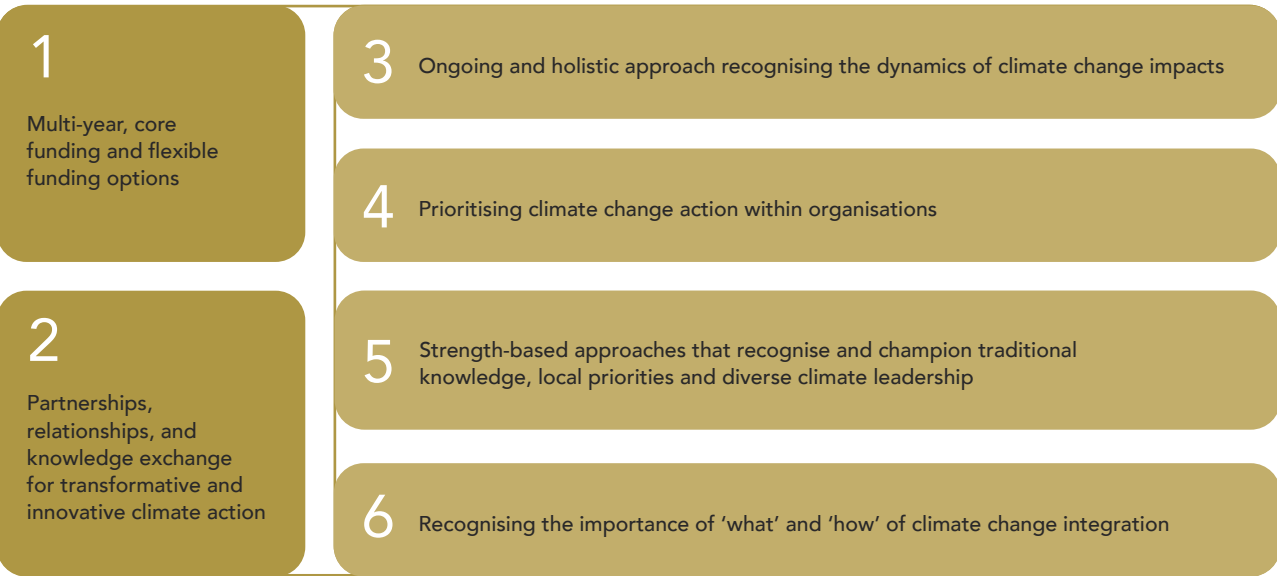 1
Multi-year, core
funding and flexible
funding options
2
Partnerships,
relationships, and
knowledge exchange
for transformative and
innovative climate action
3
Ongoing and holistic approach recognising the dynamics of climate change impacts
4
Prioritising climate change action within organisations
5
Strength-based approaches that recognise and champion traditional
knowledge, local priorities and diverse climate leadership
6
Recognising the importance of ‘what’ and ‘how’ of climate change integration